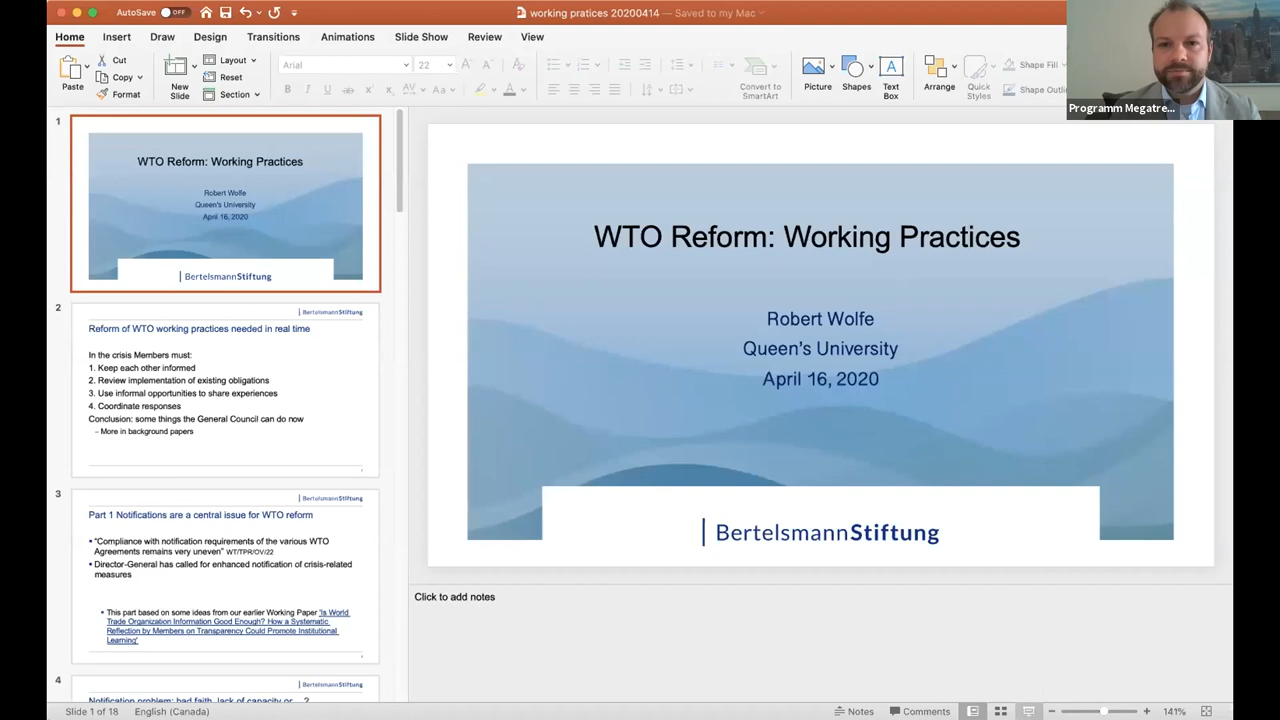 AutoSave OFF
working pratices 20200414 — Saved to my Mac
Home Insert Draw Design Transitions Animations Slide Show Review View
Paste
Cut
Copy
Format
New
Slide
Layout
Reset
Section
Arial
22
Convert to
SmartArt
Picture
Shapes
Text
Box
Arrange
Quick
Styles
Shape Fill
Shape Outlin
Programm Megatre...
1
WTO Reform: Working Practices
Robert Wolfe
Queen's University
April 16, 2020
BertelsmannStiftung
2
BertelsmannStiftung
Reform of WTO working practices needed in real time
In the crisis Members must:
1. Keep each other informed
2. Review implementation of existing obligations
3. Use informal opportunities to share experiences
4. Coordinate responses
Conclusion: some things the General Council can do now
– More in background papers
3
BertelsmannStiftung
Part 1 Notifications are a central issue for WTO reform
• "Compliance with notification requirements of the various WTO
Agreements remains very uneven" WT/TPR/OV/22
• Director-General has called for enhanced notification of crisis-related
measures
• This part based on some ideas from our earlier Working Paper 'Is World
Trade Organization Information Good Enough? How a Systematic
Reflection by Members on Transparency Could Promote Institutional
Learning'
4
BertelsmannStiftung
Notification problem: bad faith, lack of capacity or ?
WTO Reform: Working Practices
Robert Wolfe
Queen's University
April 16, 2020
BertelsmannStiftung
Click to add notes
Slide 1 of 18 English (Canada)
Notes Comments 141%